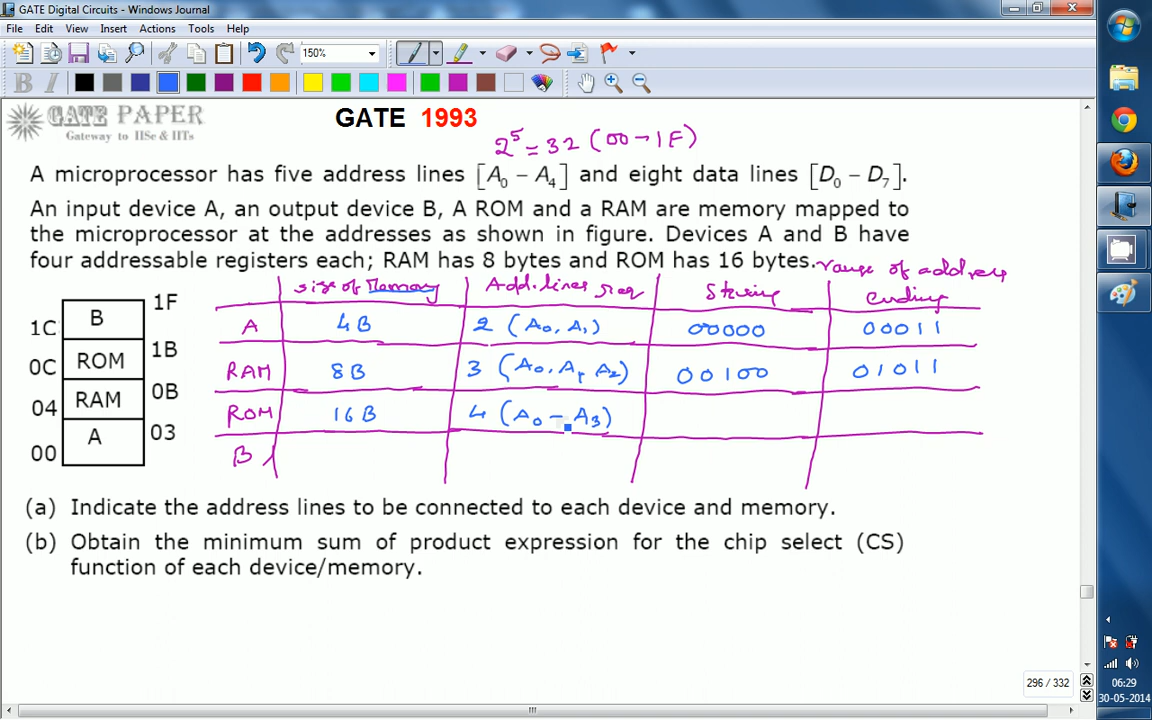 GATE Digital Circuits - Windows Journal
File Edit View Insert Actions Tools Help
150%
B I
GATE PAPER
Gateway to IISc & IITs
GATE 1993
2⁵ = 32 (00 → 1F)
A microprocessor has five address lines [A₀ − A₄] and eight data lines [D₀ − D₇].
An input device A, an output device B, A ROM and a RAM are memory mapped to
the microprocessor at the addresses as shown in figure. Devices A and B have
four addressable registers each; RAM has 8 bytes and ROM has 16 bytes.
range of address
size of Memory Add. lines req Starting ending
A 4B 2 (A₀, A₁) 00000 00011
RAM 8B 3 (A₀, A₁, A₂) 00100 01011
ROM 16B 4 (A₀ − A₃)
B
1F
B
1C
1B
ROM
0C
0B
RAM
04
03
A
00
(a) Indicate the address lines to be connected to each device and memory.
(b) Obtain the minimum sum of product expression for the chip select (CS)
function of each device/memory.
296 / 332
06:29
30-05-2014